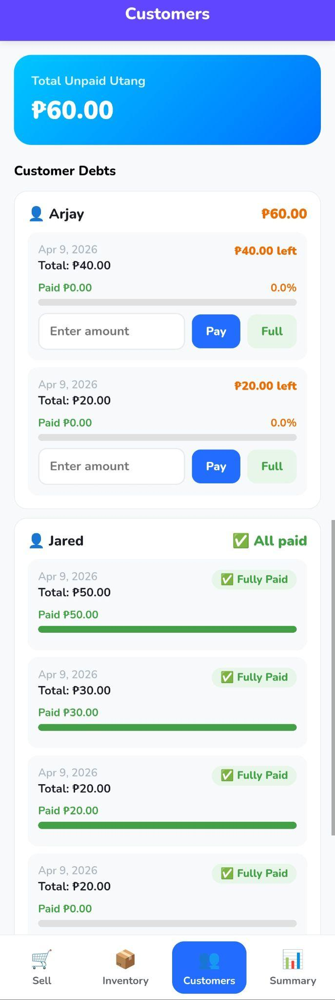 Customers
Total Unpaid Utang
₱60.00
Customer Debts
Arjay ₱60.00
Apr 9, 2026 ₱40.00 left
Total: ₱40.00
Paid ₱0.00 0.0%
Enter amount Pay Full
Apr 9, 2026 ₱20.00 left
Total: ₱20.00
Paid ₱0.00 0.0%
Enter amount Pay Full
Jared ✅ All paid
Apr 9, 2026 ✅ Fully Paid
Total: ₱50.00
Paid ₱50.00
Apr 9, 2026 ✅ Fully Paid
Total: ₱30.00
Paid ₱30.00
Apr 9, 2026 ✅ Fully Paid
Total: ₱20.00
Paid ₱20.00
Apr 9, 2026 ✅ Fully Paid
Total: ₱20.00
Paid ₱0.00
Sell Inventory Customers Summary